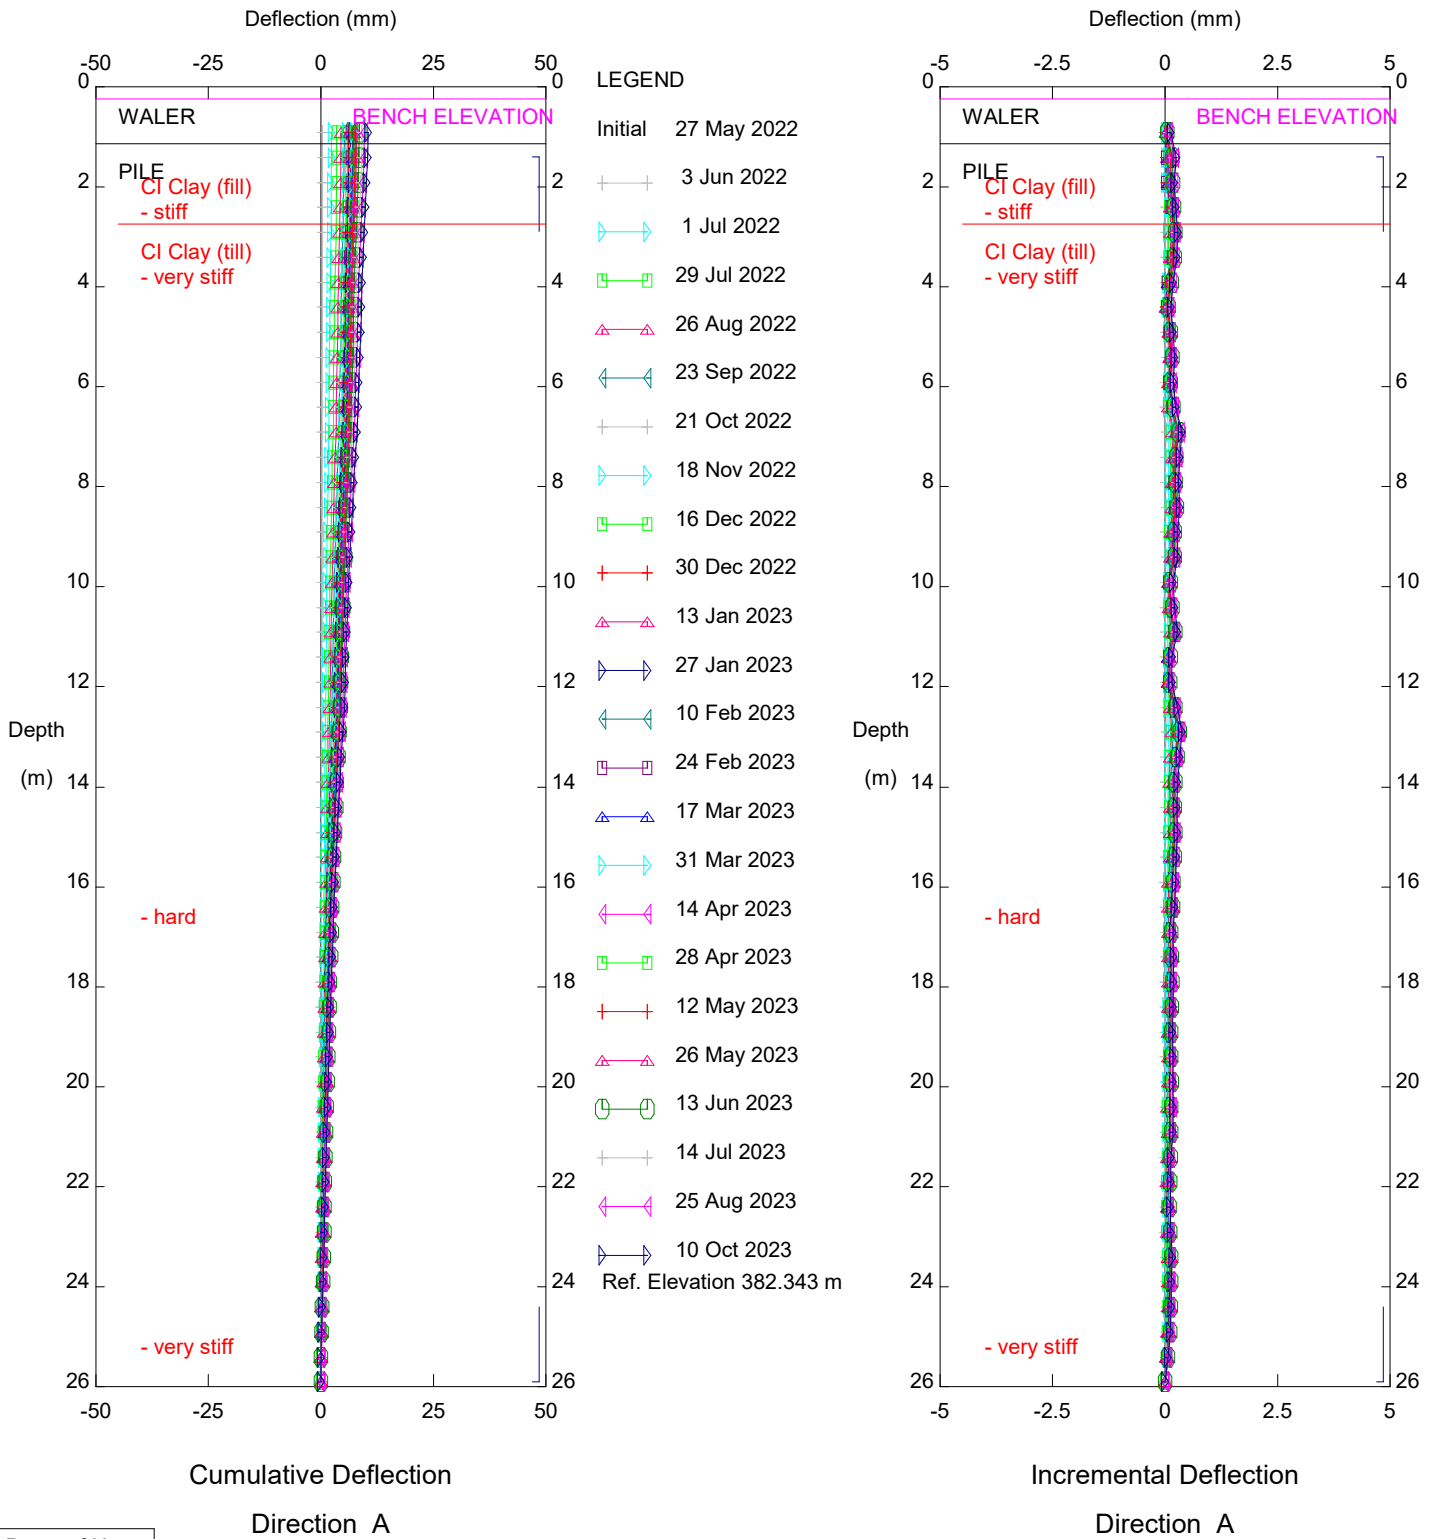 Deflection (mm)
-50 -25 0 25 50
0 0
WALER
BENCH ELEVATION
PILE
CI Clay (fill)
- stiff
2 2
CI Clay (till)
- very stiff
4 4
6 6
8 8
10 10
12 12
Depth
(m)
14 14
16 16
- hard
18 18
20 20
22 22
24 24
- very stiff
26 26
-50 -25 0 25 50
Cumulative Deflection
Direction A
LEGEND
Initial 27 May 2022
3 Jun 2022
1 Jul 2022
29 Jul 2022
26 Aug 2022
23 Sep 2022
21 Oct 2022
18 Nov 2022
16 Dec 2022
30 Dec 2022
13 Jan 2023
27 Jan 2023
10 Feb 2023
24 Feb 2023
17 Mar 2023
31 Mar 2023
14 Apr 2023
28 Apr 2023
12 May 2023
26 May 2023
13 Jun 2023
14 Jul 2023
25 Aug 2023
10 Oct 2023
Ref. Elevation 382.343 m
Deflection (mm)
-5 -2.5 0 2.5 5
0 0
WALER
BENCH ELEVATION
PILE
CI Clay (fill)
- stiff
2 2
CI Clay (till)
- very stiff
4 4
6 6
8 8
10 10
12 12
Depth
(m)
14 14
16 16
- hard
18 18
20 20
22 22
24 24
- very stiff
26 26
-5 -2.5 0 2.5 5
Incremental Deflection
Direction A